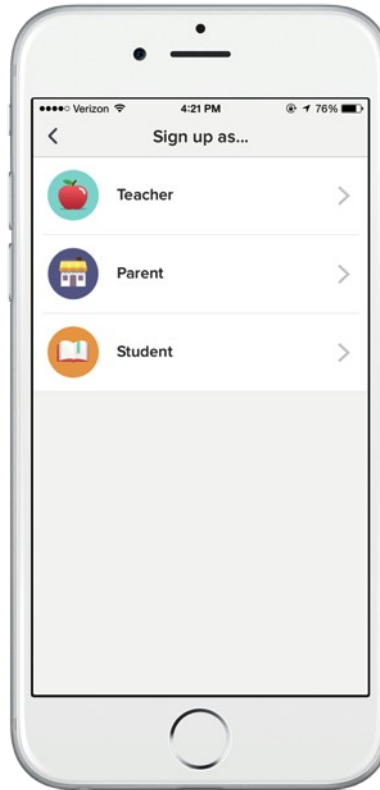 Verizon 4:21 PM 76%
Sign up as...
Teacher
Parent
Student